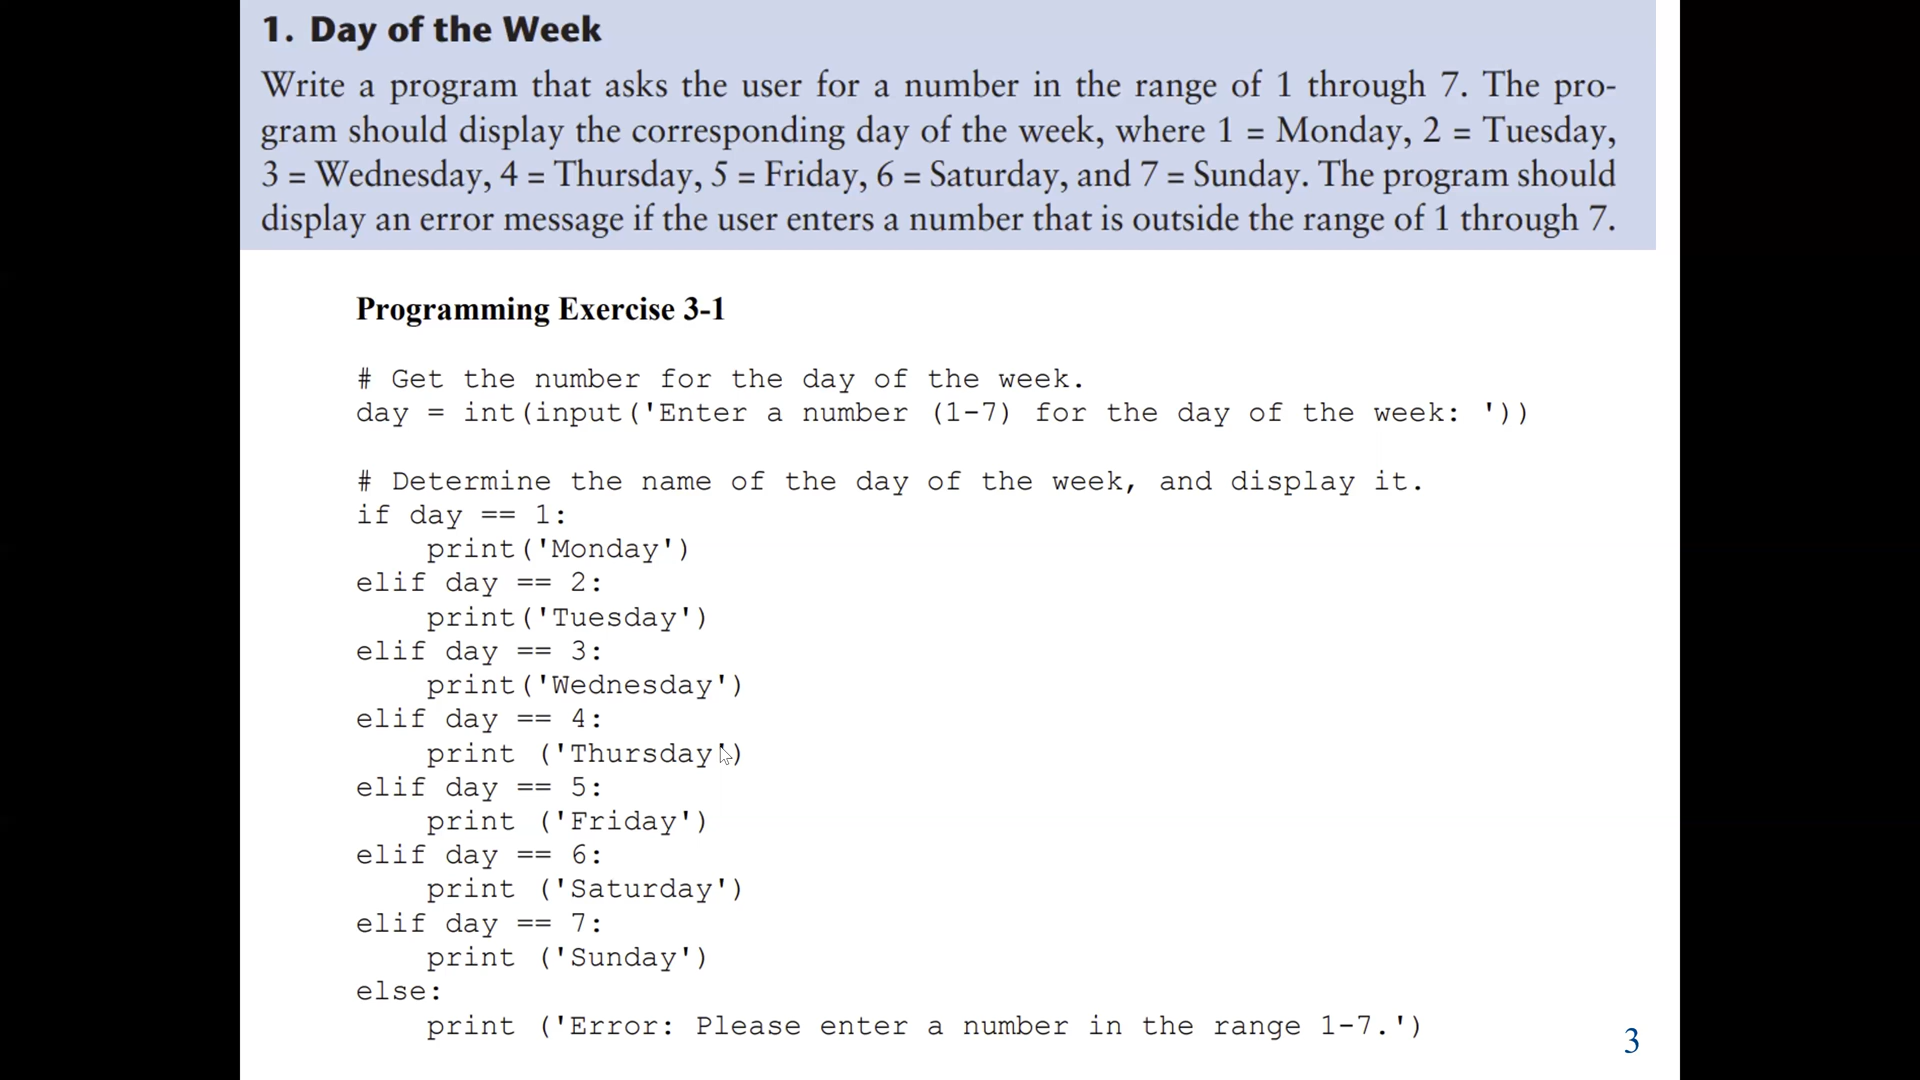 1. Day of the Week
Write a program that asks the user for a number in the range of 1 through 7. The pro-
gram should display the corresponding day of the week, where 1 = Monday, 2 = Tuesday,
3 = Wednesday, 4 = Thursday, 5 = Friday, 6 = Saturday, and 7 = Sunday. The program should
display an error message if the user enters a number that is outside the range of 1 through 7.
Programming Exercise 3-1
# Get the number for the day of the week.
day = int(input('Enter a number (1-7) for the day of the week: '))
# Determine the name of the day of the week, and display it.
if day == 1:
    print('Monday')
elif day == 2:
    print('Tuesday')
elif day == 3:
    print('Wednesday')
elif day == 4:
    print ('Thursday')
elif day == 5:
    print ('Friday')
elif day == 6:
    print ('Saturday')
elif day == 7:
    print ('Sunday')
else:
    print ('Error: Please enter a number in the range 1-7.')
3